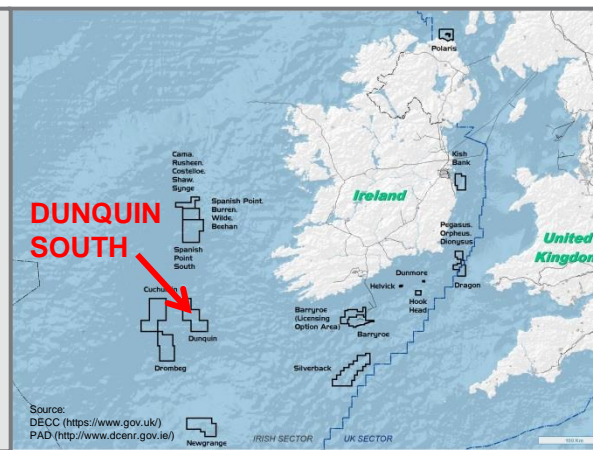 Polaris
Cama.
Rusheen.
Costelloe.
Shaw.
Synge
Spanish Point.
Burren.
Wilde.
Beehan
Spanish
Point
South
Kish
Bank
Ireland
United
Kingdom
Pegasus.
Orpheus.
Dionysus
DUNQUIN
SOUTH
Dunmore
Helvick
Hook
Head
Dragon
Dunquin
Drombeg
Barryroe
(Licensing
Option Area)
Barryroe
Silverback
Source:
DECC (https://www.gov.uk/)
PAD (http://www.dcenr.gov.ie/)
Newgrange
IRISH SECTOR
UK SECTOR